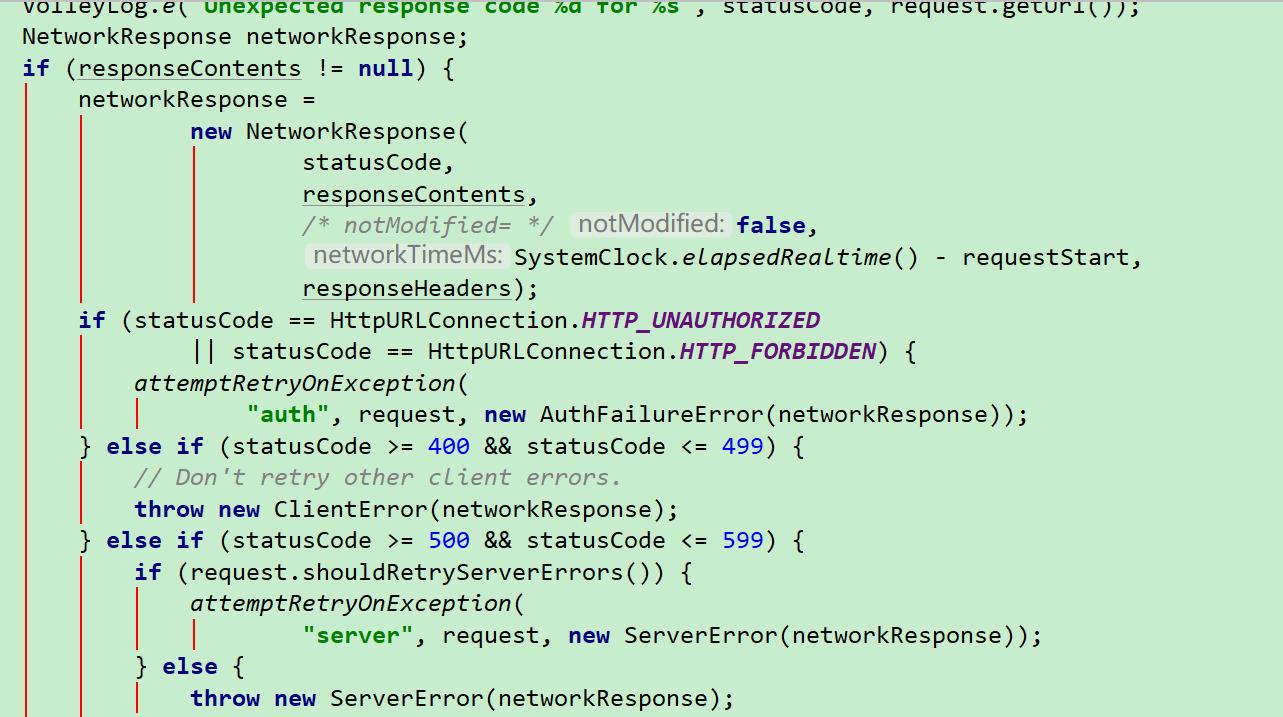 VolleyLog.e("Unexpected response code %d for %s", statusCode, request.getUrl());
NetworkResponse networkResponse;
if (responseContents != null) {
networkResponse =
new NetworkResponse(
statusCode,
responseContents,
/* notModified= */ notModified: false,
networkTimeMs: SystemClock.elapsedRealtime() - requestStart,
responseHeaders);
if (statusCode == HttpURLConnection.HTTP_UNAUTHORIZED
|| statusCode == HttpURLConnection.HTTP_FORBIDDEN) {
attemptRetryOnException(
"auth", request, new AuthFailureError(networkResponse));
} else if (statusCode >= 400 && statusCode <= 499) {
// Don't retry other client errors.
throw new ClientError(networkResponse);
} else if (statusCode >= 500 && statusCode <= 599) {
if (request.shouldRetryServerErrors()) {
attemptRetryOnException(
"server", request, new ServerError(networkResponse));
} else {
throw new ServerError(networkResponse);